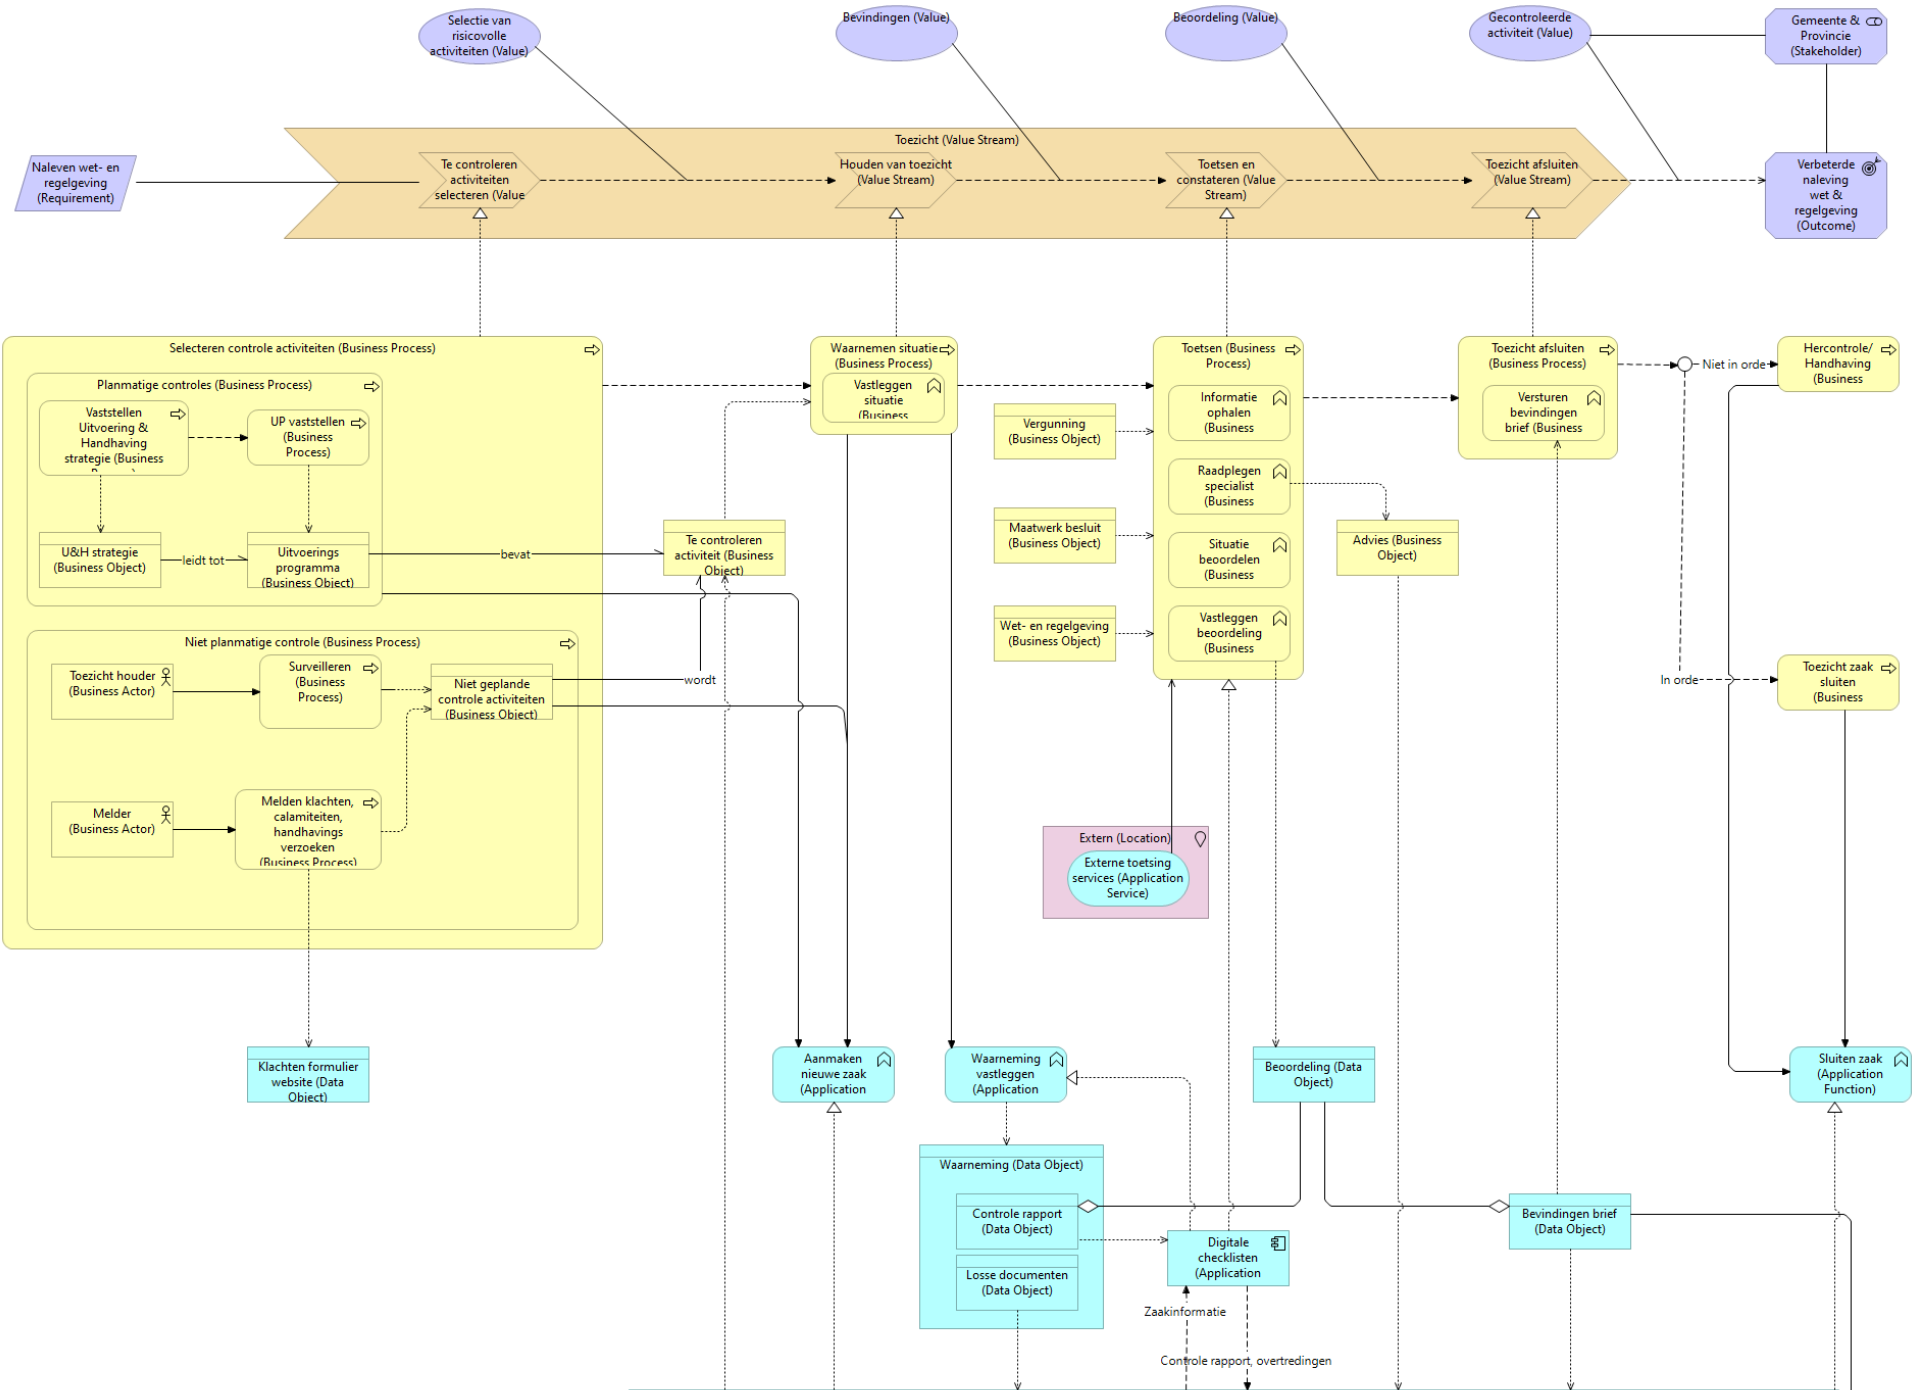 Selectie van
risicovolle
activiteiten (Value)
Bevindingen (Value)
Beoordeling (Value)
Gecontroleerde
activiteit (Value)
Gemeente &
Provincie
(Stakeholder)
Toezicht (Value Stream)
Naleven wet- en
regelgeving
(Requirement)
Te controleren
activiteiten
selecteren (Value
Houden van toezicht
(Value Stream)
Toetsen en
constateren (Value
Stream)
Toezicht afsluiten
(Value Stream)
Verbeterde
naleving
wet &
regelgeving
(Outcome)
Selecteren controle activiteiten (Business Process)
Planmatige controles (Business Process)
Vaststellen
Uitvoering &
Handhaving
strategie (Business
UP vaststellen
(Business
Process)
U&H strategie
(Business Object)
leidt tot
Uitvoerings
programma
(Business Object)
bevat
Te controleren
activiteit (Business
Object)
Niet planmatige controle (Business Process)
Toezicht houder
(Business Actor)
Surveilleren
(Business
Process)
Niet geplande
controle activiteiten
(Business Object)
wordt
Melder
(Business Actor)
Melden klachten,
calamiteiten,
handhavings
verzoeken
(Business Process)
Waarnemen situatie
(Business Process)
Vastleggen
situatie
(Business
Vergunning
(Business Object)
Maatwerk besluit
(Business Object)
Wet- en regelgeving
(Business Object)
Toetsen (Business
Process)
Informatie
ophalen
(Business
Raadplegen
specialist
(Business
Situatie
beoordelen
(Business
Vastleggen
beoordeling
(Business
Advies (Business
Object)
Toezicht afsluiten
(Business Process)
Versturen
bevindingen
brief (Business
Niet in orde
Hercontrole/
Handhaving
(Business
In orde
Toezicht zaak
sluiten
(Business
Extern (Location)
Externe toetsing
services (Application
Service)
Klachten formulier
website (Data
Object)
Aanmaken
nieuwe zaak
(Application
Waarneming
vastleggen
(Application
Beoordeling (Data
Object)
Sluiten zaak
(Application
Function)
Waarneming (Data Object)
Controle rapport
(Data Object)
Losse documenten
(Data Object)
Digitale
checklisten
(Application
Bevindingen brief
(Data Object)
Zaakinformatie
Controle rapport, overtredingen